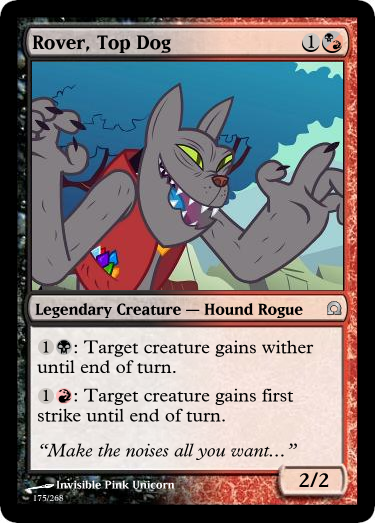 Rover, Top Dog 1
Legendary Creature — Hound Rogue
1: Target creature gains wither
until end of turn.
1: Target creature gains first
strike until end of turn.
“Make the noises all you want…”
2/2
Invisible Pink Unicorn
175/268